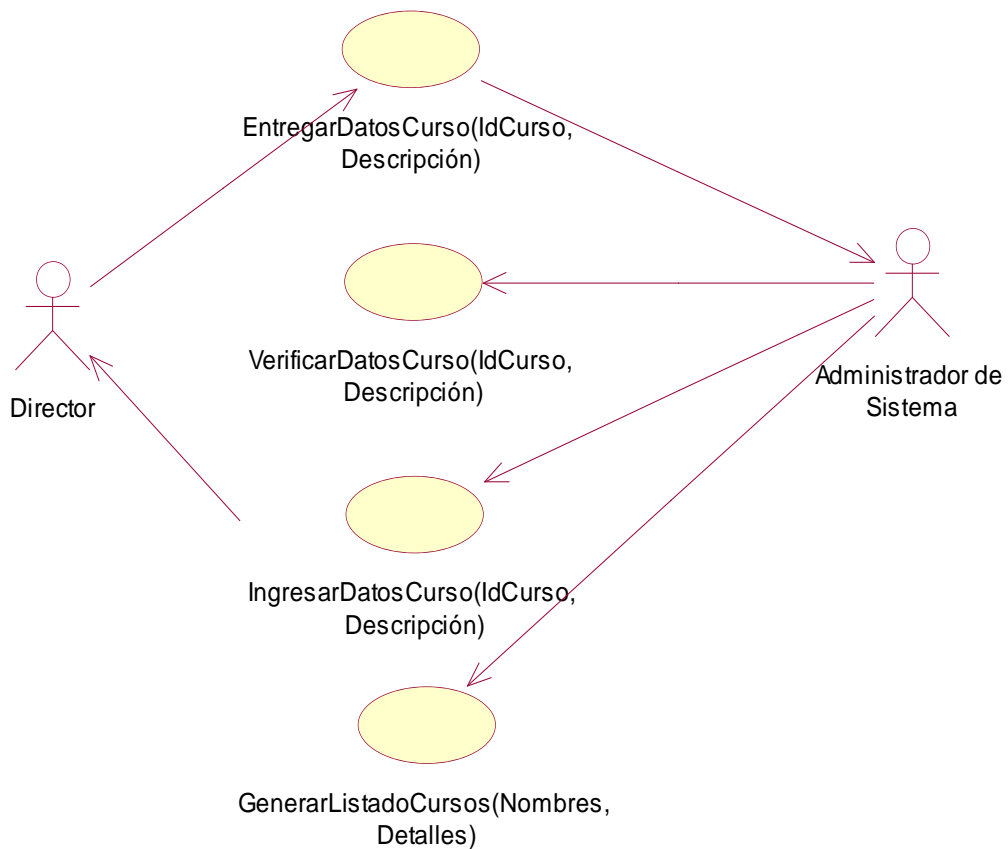 EntregarDatosCurso(IdCurso,
Descripción)
VerificarDatosCurso(IdCurso,
Descripción)
Director
Administrador de
Sistema
IngresarDatosCurso(IdCurso,
Descripción)
GenerarListadoCursos(Nombres,
Detalles)